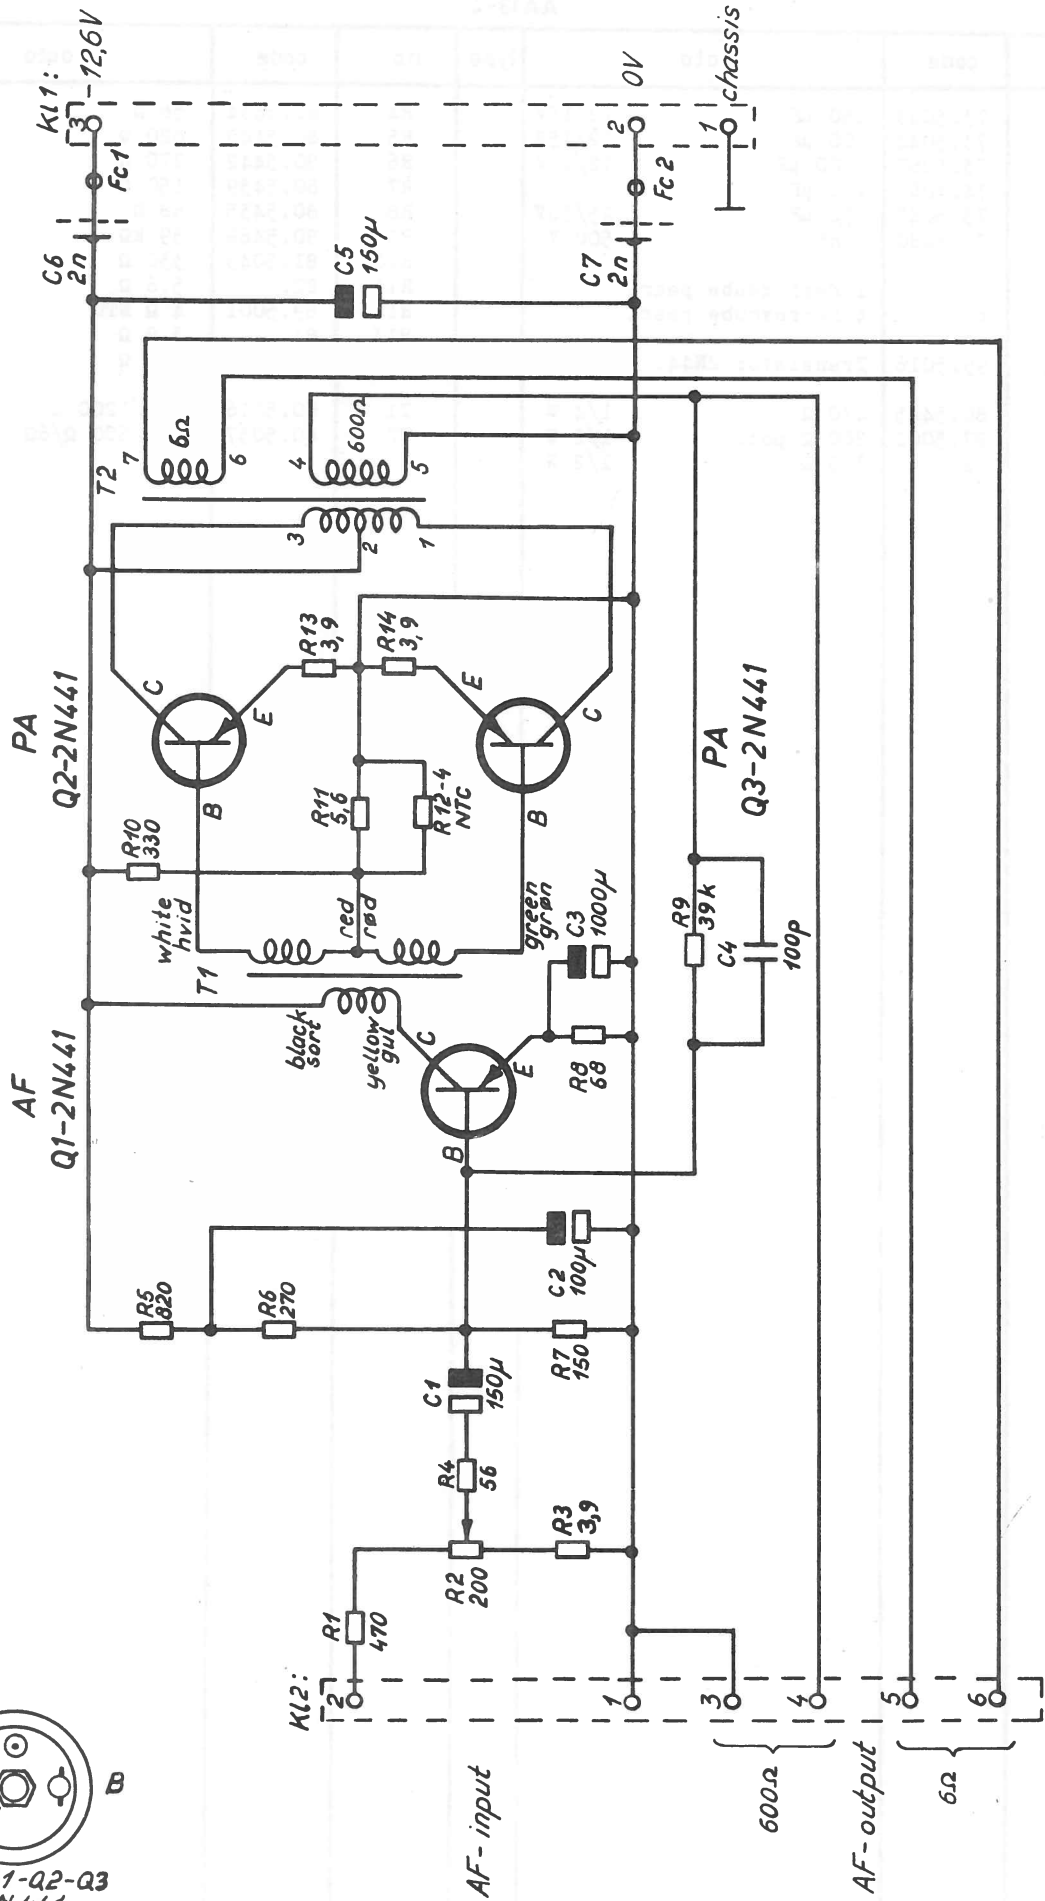 Kl1:
3
-12,6V
Fc1
C6
2n
C5
150µ
2
0V
Fc2
C7
2n
1
chassis
T2
7
6Ω
6
4
600Ω
5
3
2
1
PA
Q2-2N441
C
E
B
R13
3,9
R14
3,9
E
C
B
R11
5,6
R12-4
NTC
R10
330
white
hvid
red
rød
green
grøn
T1
black
sort
yellow
gul
AF
Q1-2N441
C
E
B
C3
1000µ
R8
68
PA
Q3-2N441
R9
39k
C4
100p
R5
820
R6
270
C2
100µ
R7
150
C1
150µ
R4
56
R2
200
R3
3,9
R1
470
Kl2:
2
1
3
4
5
6
AF-input
600Ω
AF-output
6Ω
B
1-Q2-Q3